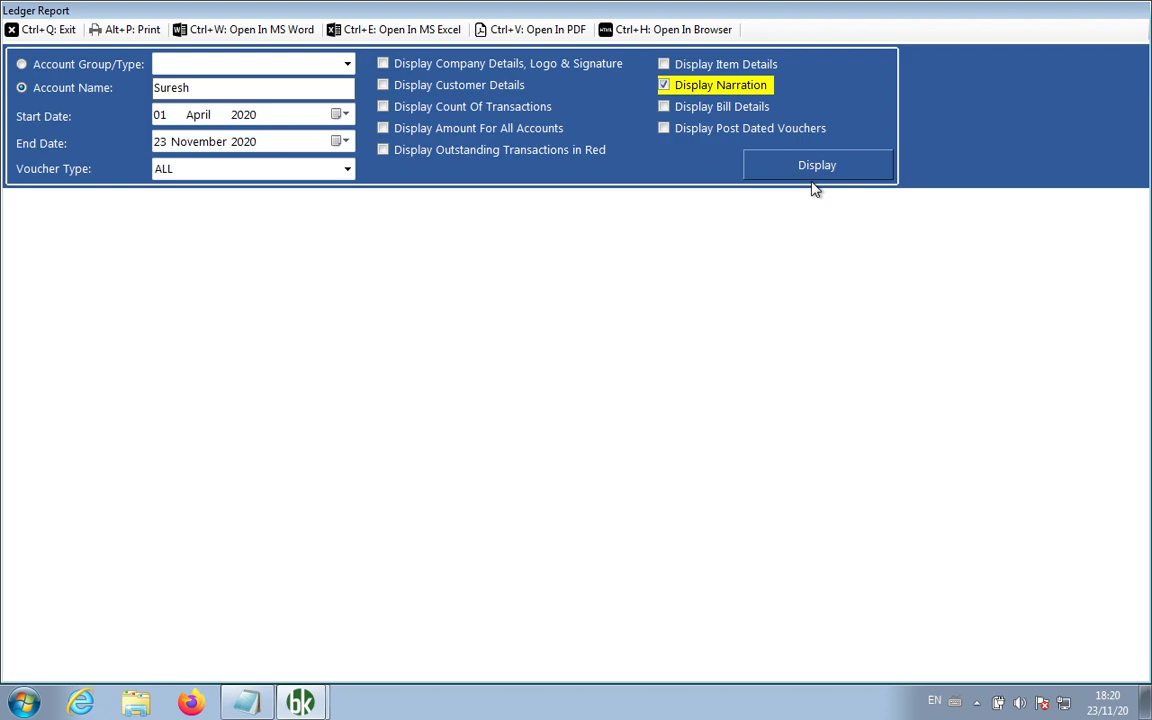 Ledger Report
Ctrl+Q: Exit Alt+P: Print Ctrl+W: Open In MS Word Ctrl+E: Open In MS Excel Ctrl+V: Open In PDF HTML Ctrl+H: Open In Browser
Account Group/Type:
Account Name: Suresh
Start Date: 01 April 2020
End Date: 23 November 2020
Voucher Type: ALL
Display Company Details, Logo & Signature
Display Customer Details
Display Count Of Transactions
Display Amount For All Accounts
Display Outstanding Transactions in Red
Display Item Details
Display Narration
Display Bill Details
Display Post Dated Vouchers
Display
bk
EN
18:20
23/11/20